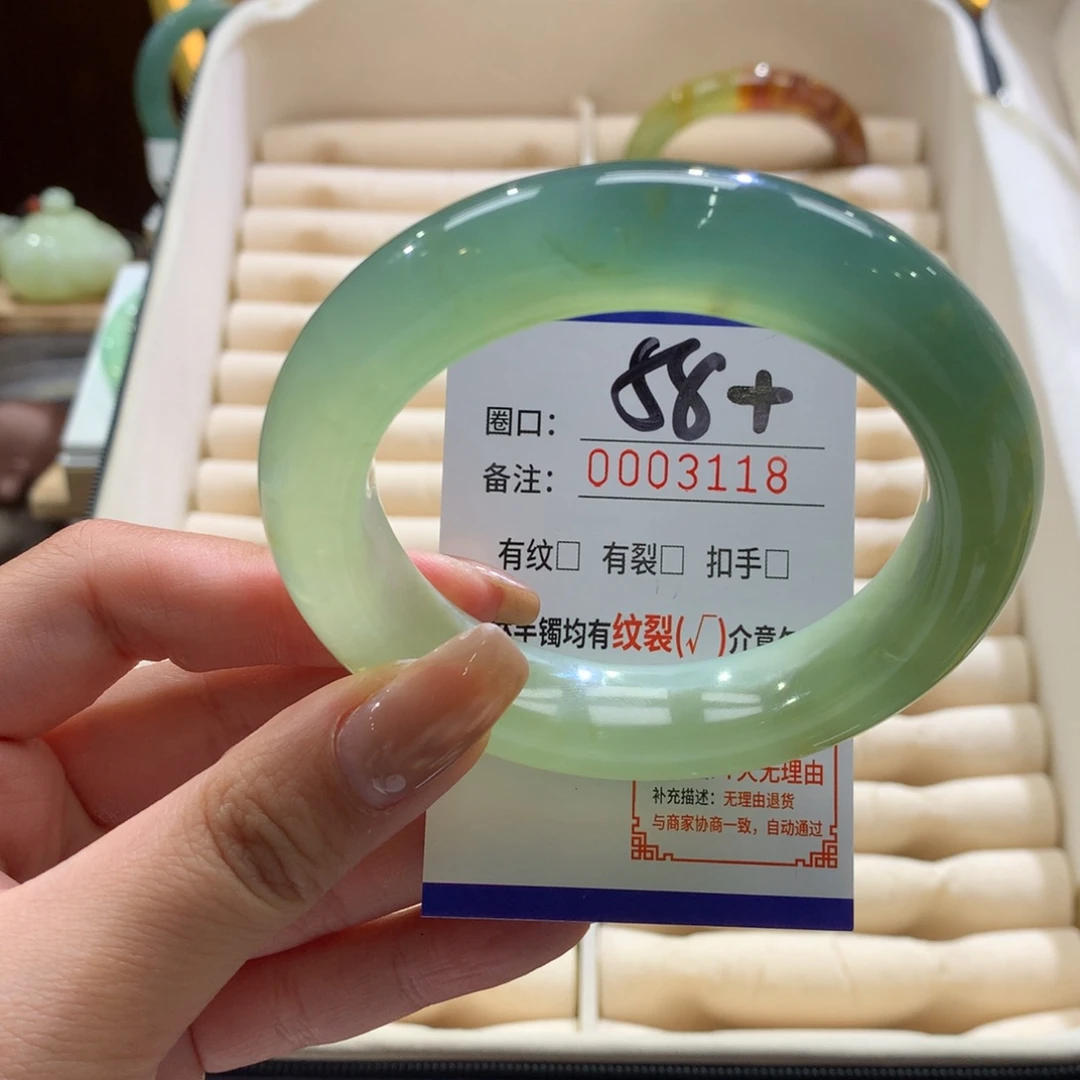 圈口： 58+
备注： 0003118
有纹□ 有裂□ 扣手□
手镯均有纹裂(√)介意
天无理由
补充描述：无理由退货
与商家协商一致，自动通过